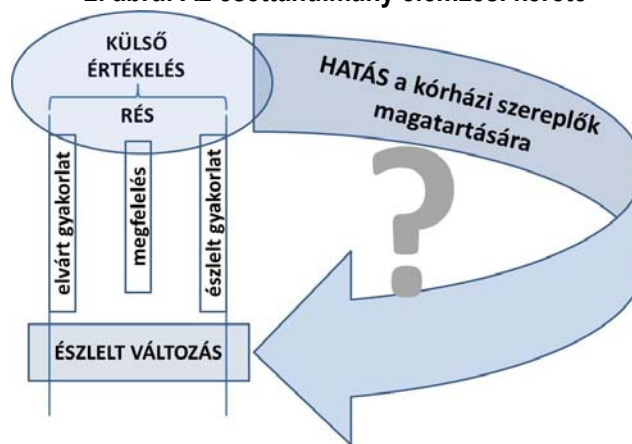 KÜLSŐ
ÉRTÉKELÉS
RÉS
elvárt gyakorlat
megfelelés
észlelt gyakorlat
ÉSZLELT VÁLTOZÁS
HATÁS a kórházi szereplők
magatartására
?